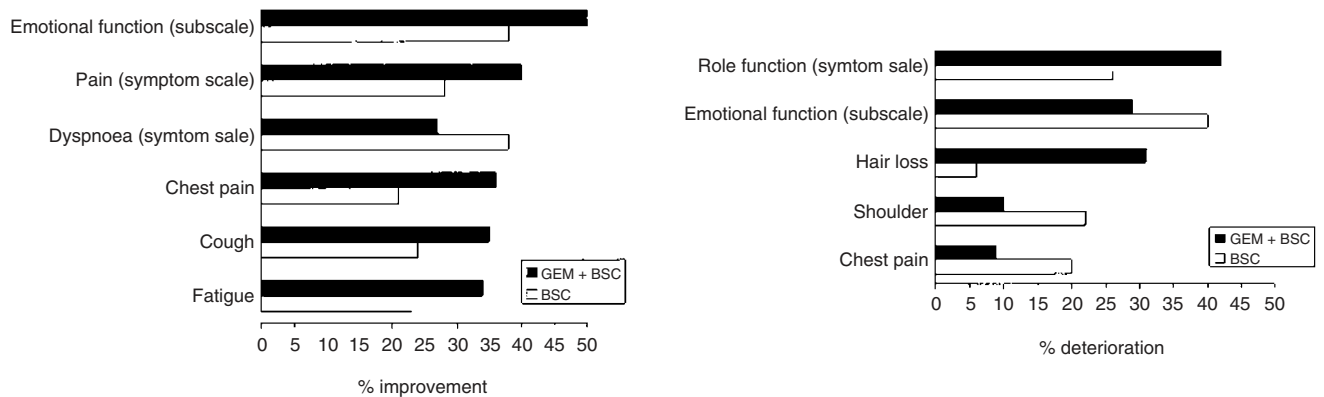 Emotional function (subscale)
Pain (symptom scale)
Dyspnoea (symtom sale)
Chest pain
Cough
Fatigue
GEM + BSC
BSC
0 5 10 15 20 25 30 35 40 45 50
% improvement
Role function (symtom sale)
Emotional function (subscale)
Hair loss
Shoulder
Chest pain
GEM + BSC
BSC
0 5 10 15 20 25 30 35 40 45 50
% deterioration